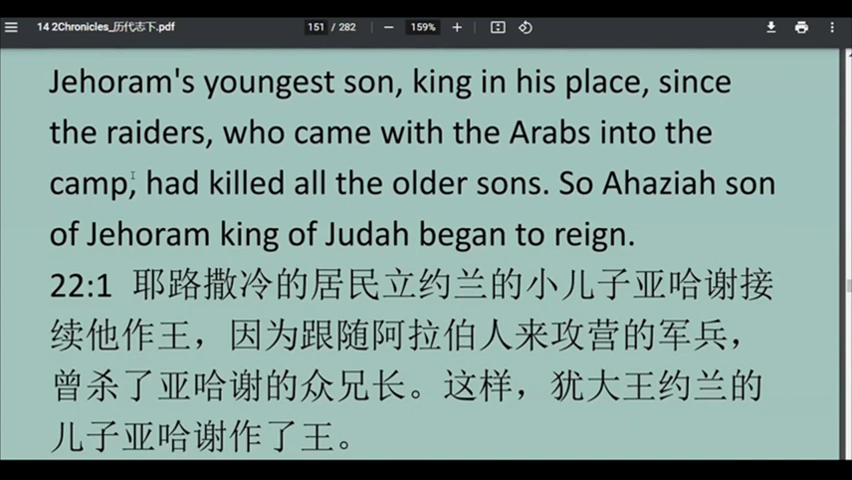 14 2Chronicles_历代志下.pdf
151 / 282
159%
Jehoram's youngest son, king in his place, since
the raiders, who came with the Arabs into the
camp, had killed all the older sons. So Ahaziah son
of Jehoram king of Judah began to reign.
22:1 耶路撒冷的居民立约兰的小儿子亚哈谢接
续他作王，因为跟随阿拉伯人来攻营的军兵，
曾杀了亚哈谢的众兄长。这样，犹大王约兰的
儿子亚哈谢作了王。